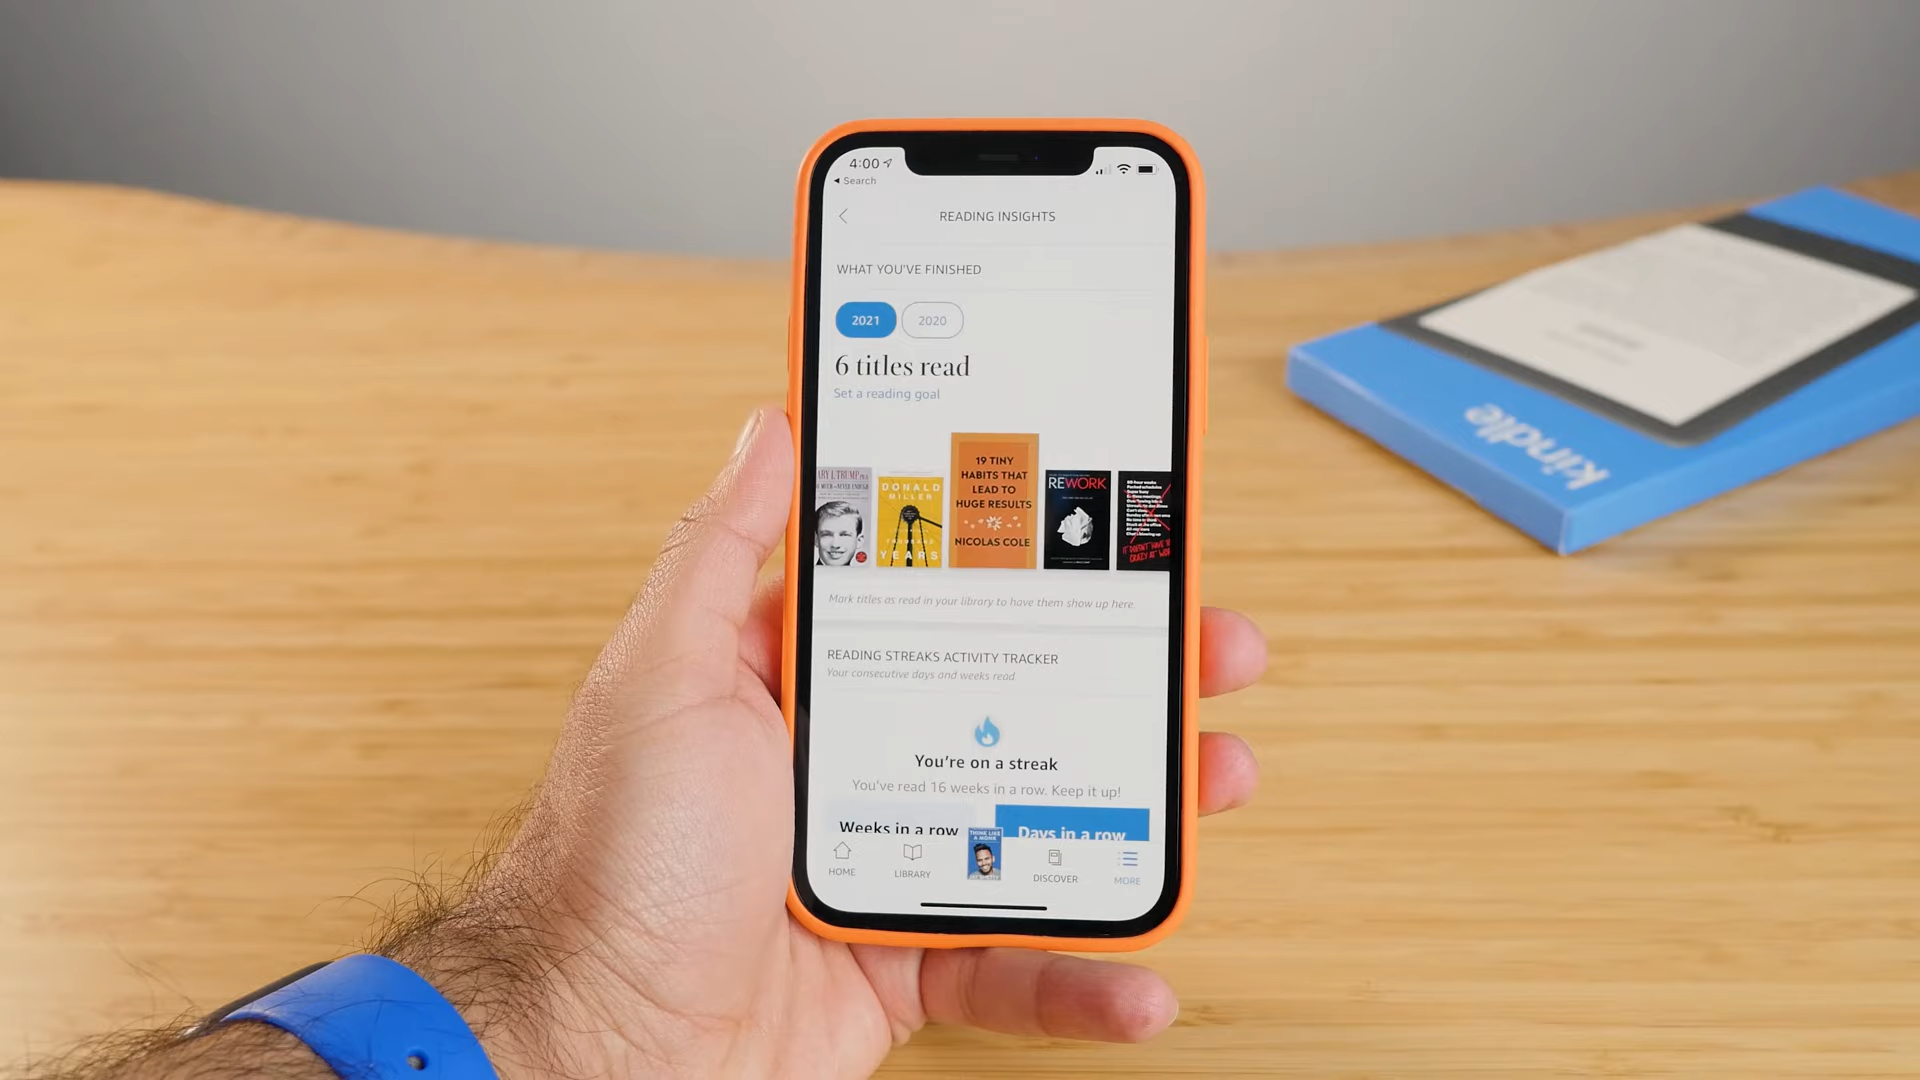 4:00
Search
READING INSIGHTS
WHAT YOU'VE FINISHED
2021
2020
6 titles read
Set a reading goal
DONALD
MILLER
YEARS
19 TINY
HABITS THAT
LEAD TO
HUGE RESULTS
NICOLAS COLE
REWORK
Mark titles as read in your library to have them show up here.
READING STREAKS ACTIVITY TRACKER
Your consecutive days and weeks read.
You're on a streak
You've read 16 weeks in a row. Keep it up!
Weeks in a row
Days in a row
THINK LIKE
A MONK
HOME
LIBRARY
DISCOVER
MORE
kindle